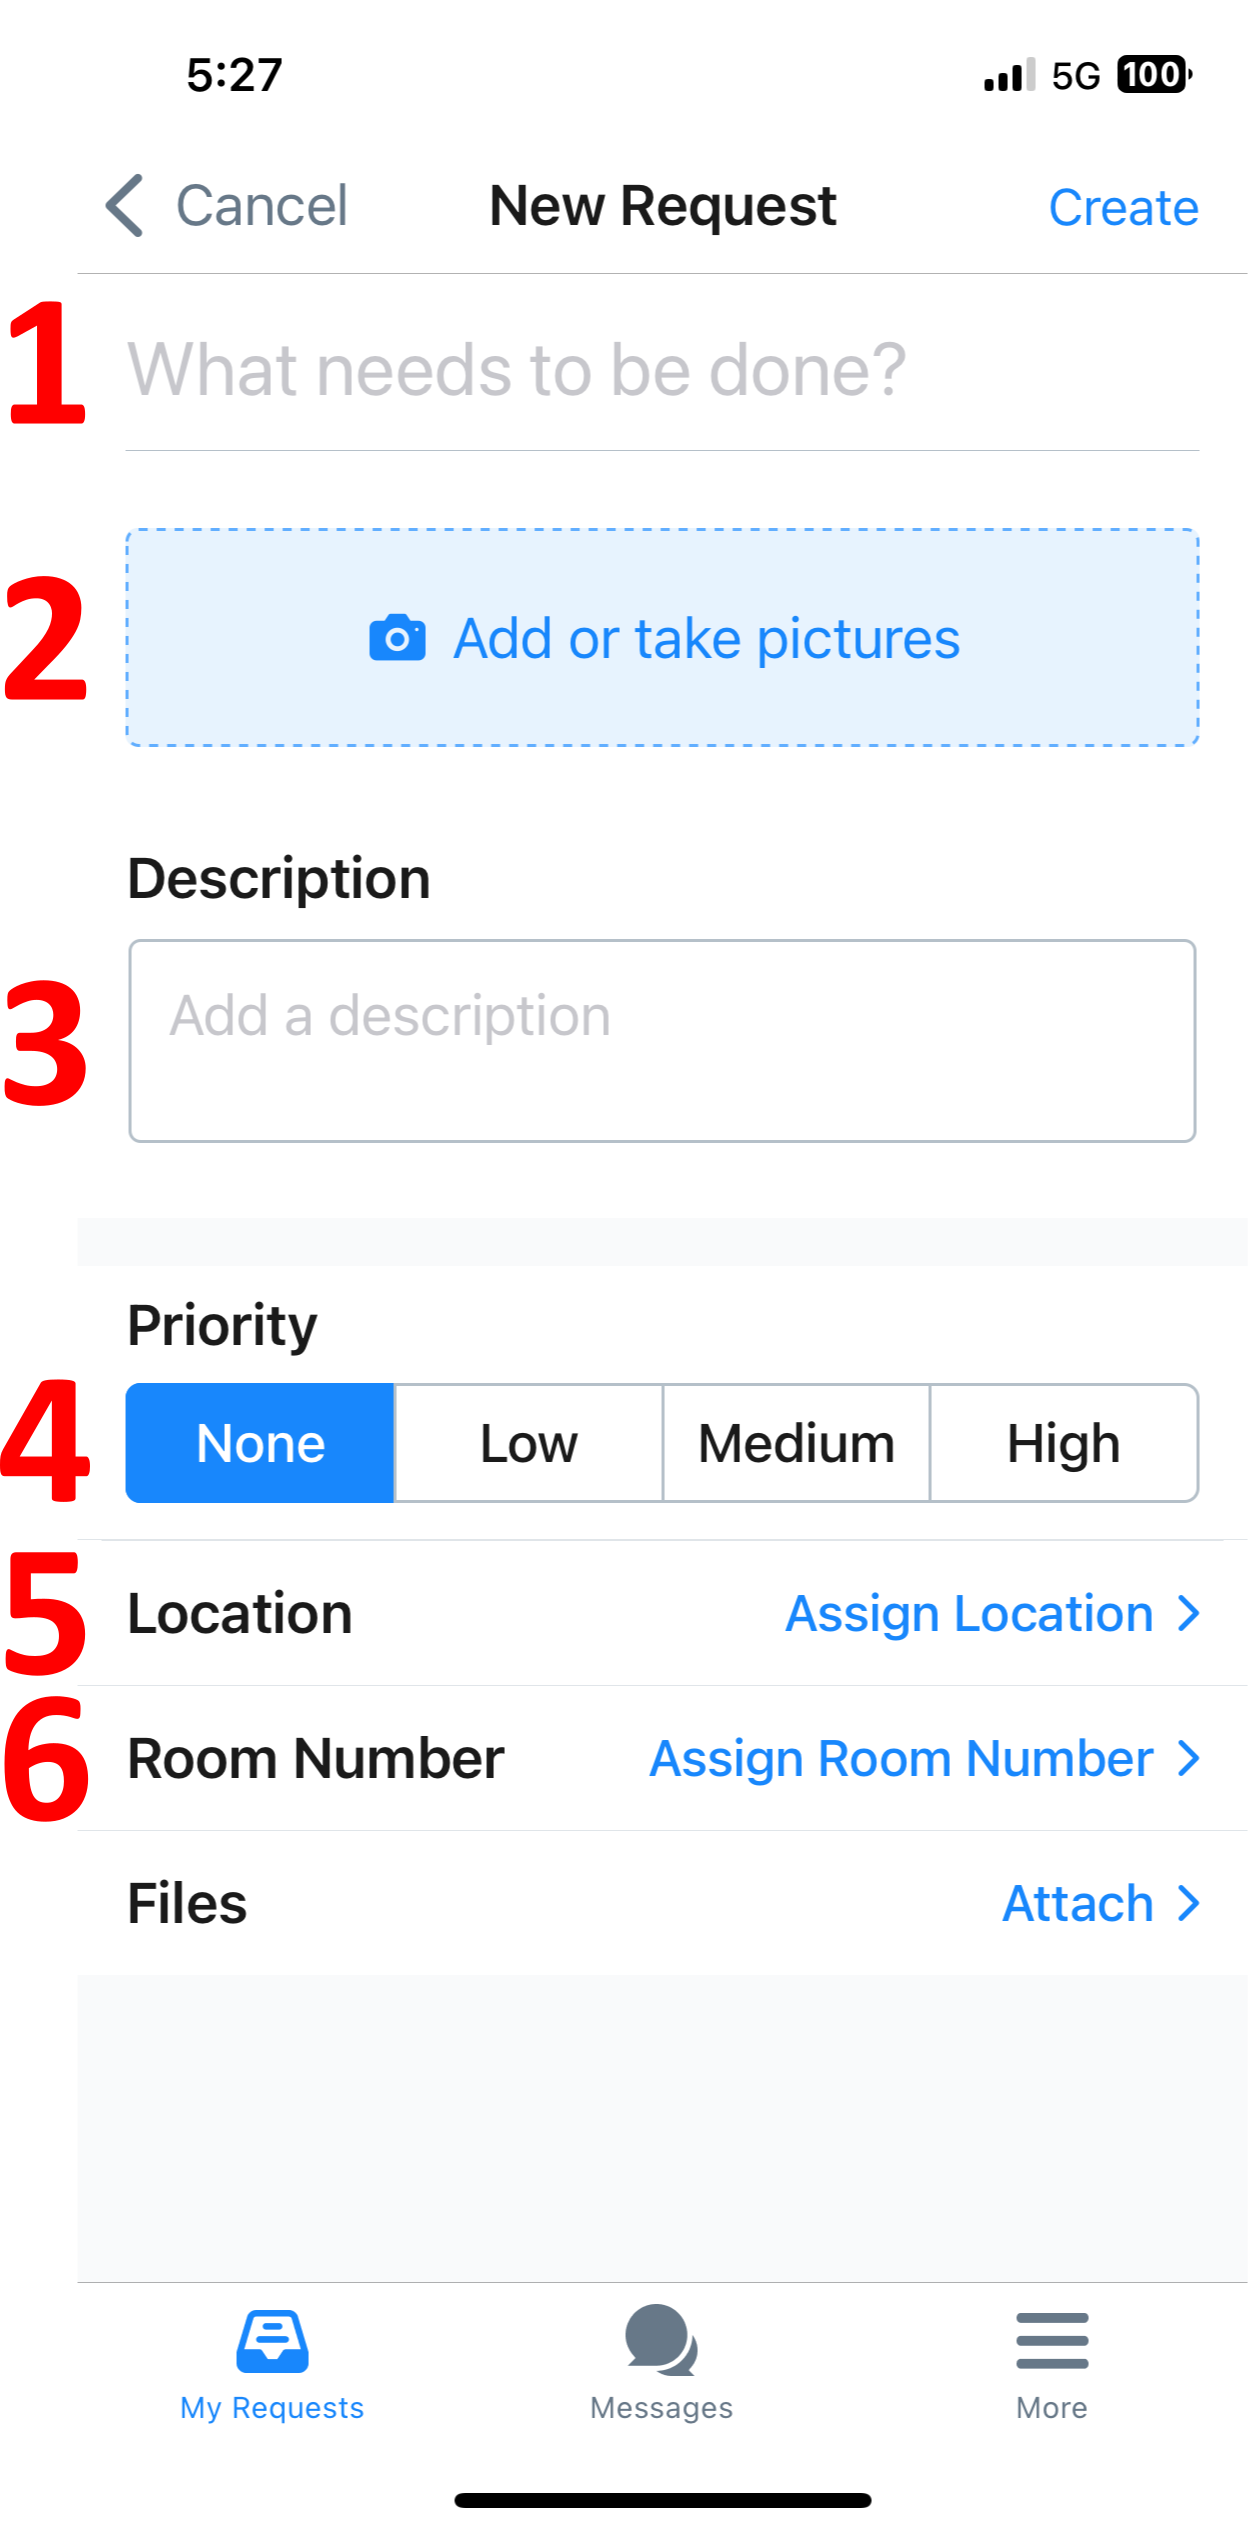 5:27 5G 100
Cancel New Request Create
1 What needs to be done?
2 Add or take pictures
Description
3 Add a description
Priority
4 None Low Medium High
5 Location Assign Location
6 Room Number Assign Room Number
Files Attach
My Requests Messages More